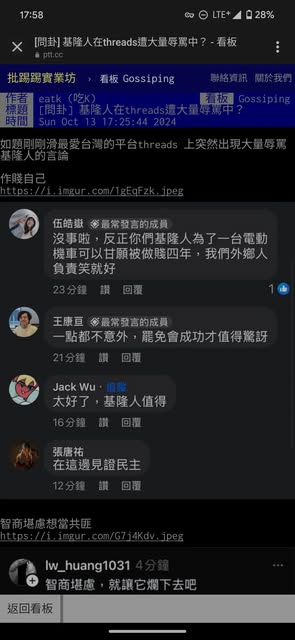 17:58
LTE
28%
[問卦] 基隆人在threads遭大量辱罵中? - 看板
ptt.cc
批踢踢實業坊 › 看板 Gossiping 聯絡資訊 關於我們
作者 eatk (吃K) 看板 Gossiping
標題 [問卦] 基隆人在threads遭大量辱罵中?
時間 Sun Oct 13 17:25:44 2024
如題剛剛滑最愛台灣的平台threads 上突然出現大量辱罵
基隆人的言論
作賤自己
https://i.imgur.com/1gEqFzk.jpeg
伍皓嶽 最常發言的成員
沒事啦,反正你們基隆人為了一台電動
機車可以甘願被做賤四年,我們外鄉人
負責笑就好
23分鐘 讚 回覆 1
王康亘 最常發言的成員
一點都不意外,罷免會成功才值得驚訝
21分鐘 讚 回覆
Jack Wu · 追蹤
太好了,基隆人值得
16分鐘 讚 回覆
張唐祐
在這邊見證民主
12分鐘 讚 回覆
智商堪慮想當共匪
https://i.imgur.com/G7j4Kdv.jpeg
lw_huang1031 4分鐘
智商堪慮,就讓它爛下去吧
返回看板